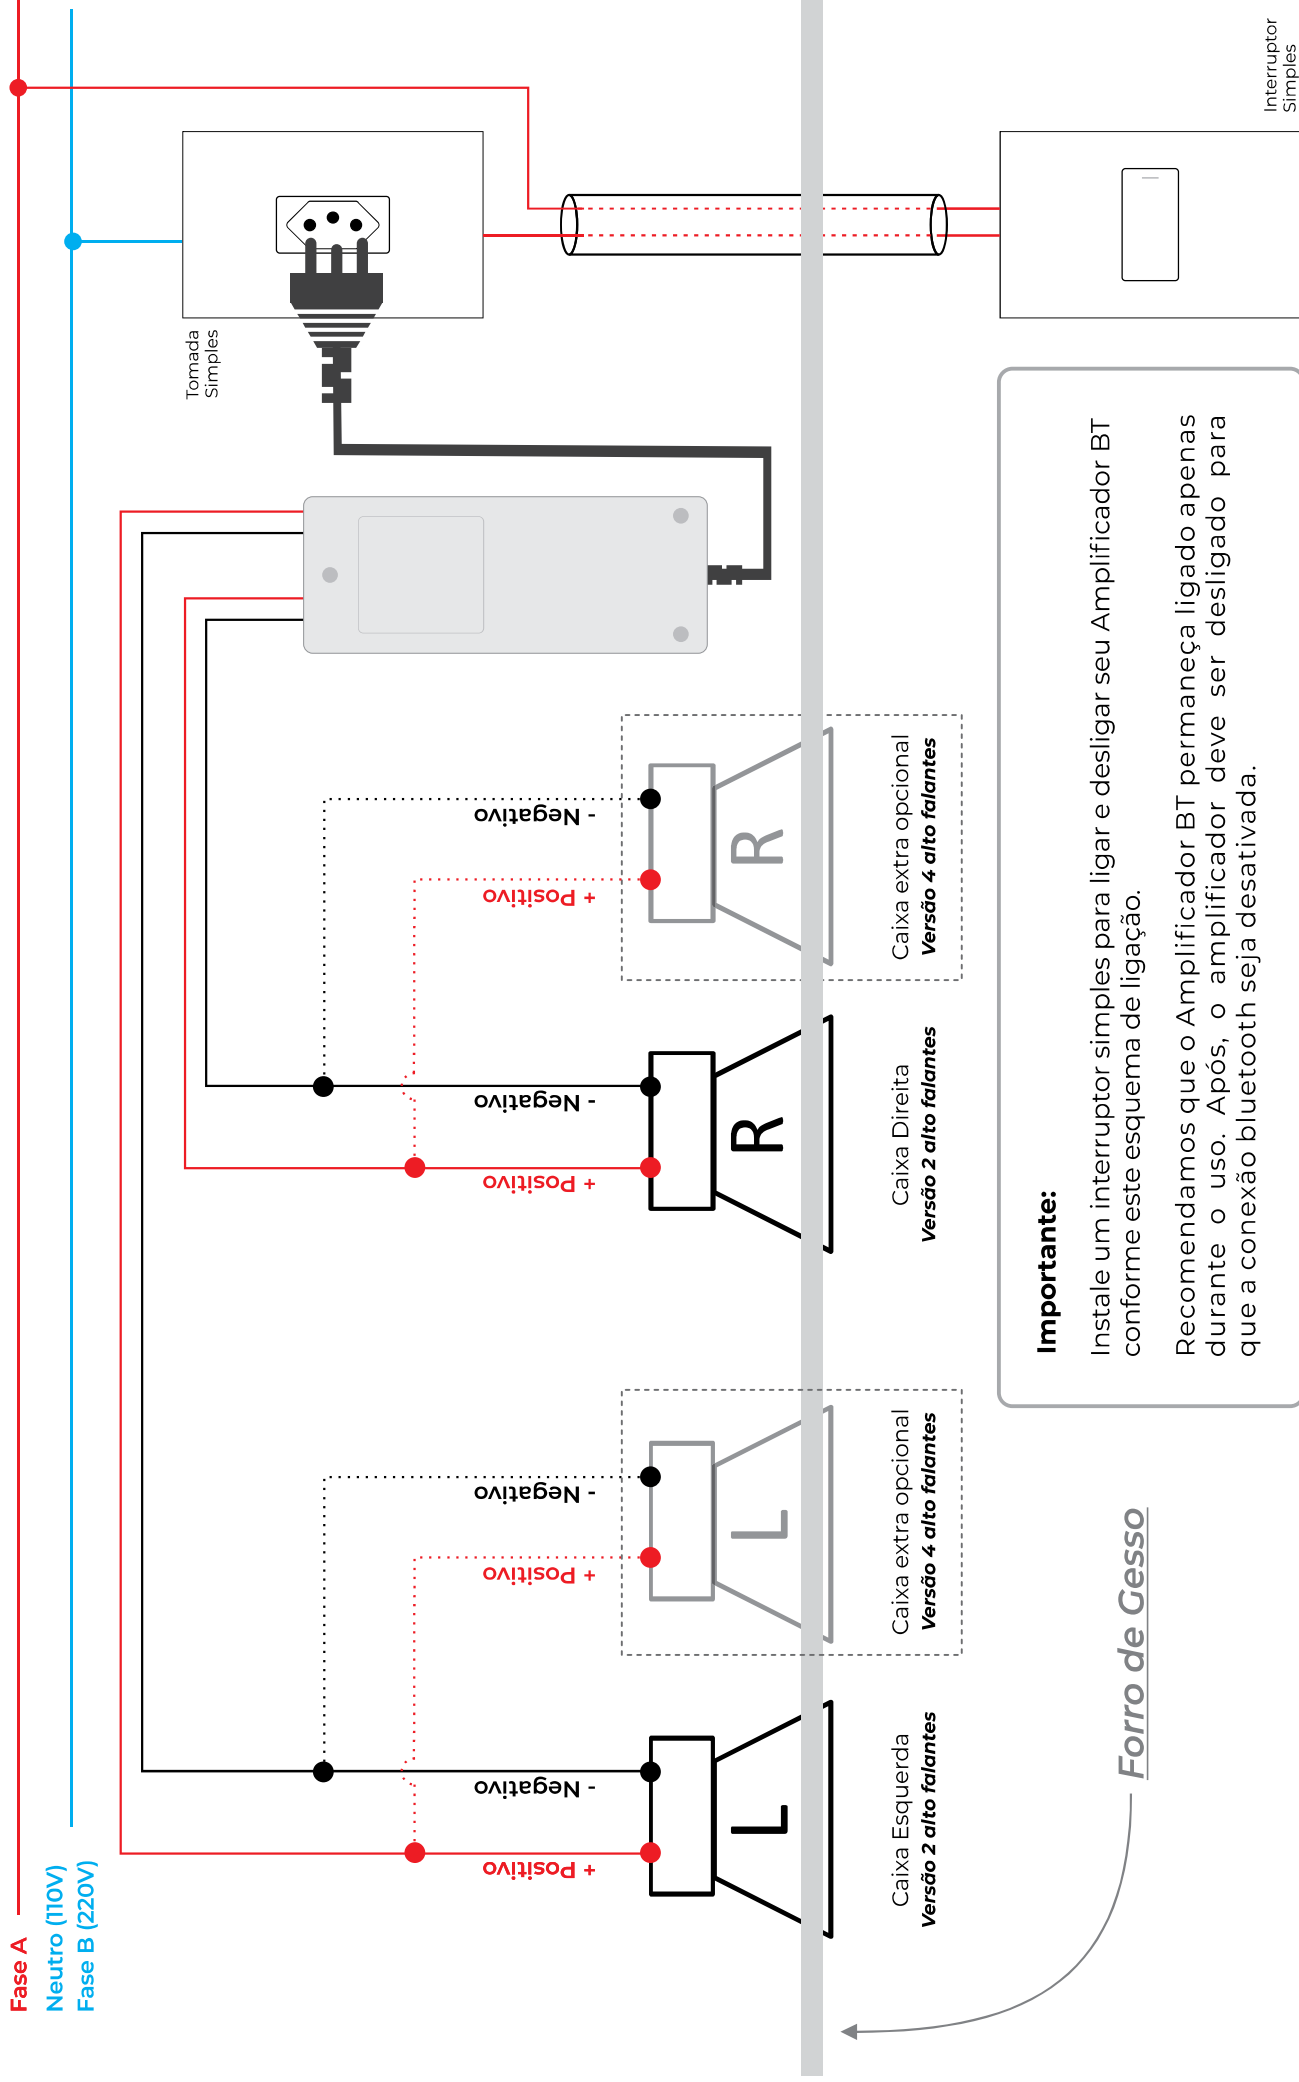 Fase A
Neutro (110V)
Fase B (220V)
Tomada
Simples
Interruptor
Simples
+ Positivo
- Negativo
+ Positivo
- Negativo
+ Positivo
- Negativo
+ Positivo
- Negativo
L
L
R
R
Caixa Esquerda
Versão 2 alto falantes
Caixa extra opcional
Versão 4 alto falantes
Caixa Direita
Versão 2 alto falantes
Caixa extra opcional
Versão 4 alto falantes
Forro de Gesso
Importante:
Instale um interruptor simples para ligar e desligar seu Amplificador BT
conforme este esquema de ligação.
Recomendamos que o Amplificador BT permaneça ligado apenas
durante o uso. Após, o amplificador deve ser desligado para
que a conexão bluetooth seja desativada.